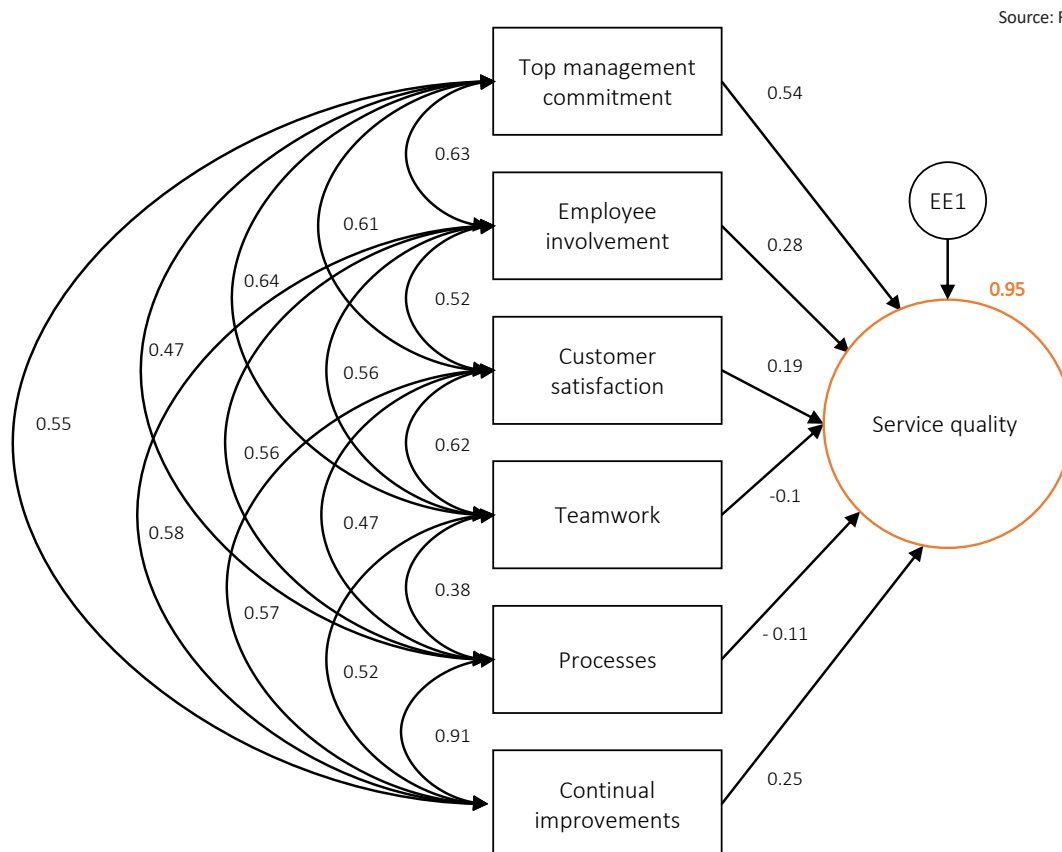 Source:
Top management
commitment
0.54
0.63
EE1
Employee
involvement
0.61
0.28
0.64
0.52
0.95
Customer
satisfaction
0.19
0.47
0.56
0.55
Service quality
0.56
0.62
-0.1
Teamwork
0.47
0.58
0.38
0.57
- 0.11
Processes
0.52
0.91
0.25
Continual
improvements